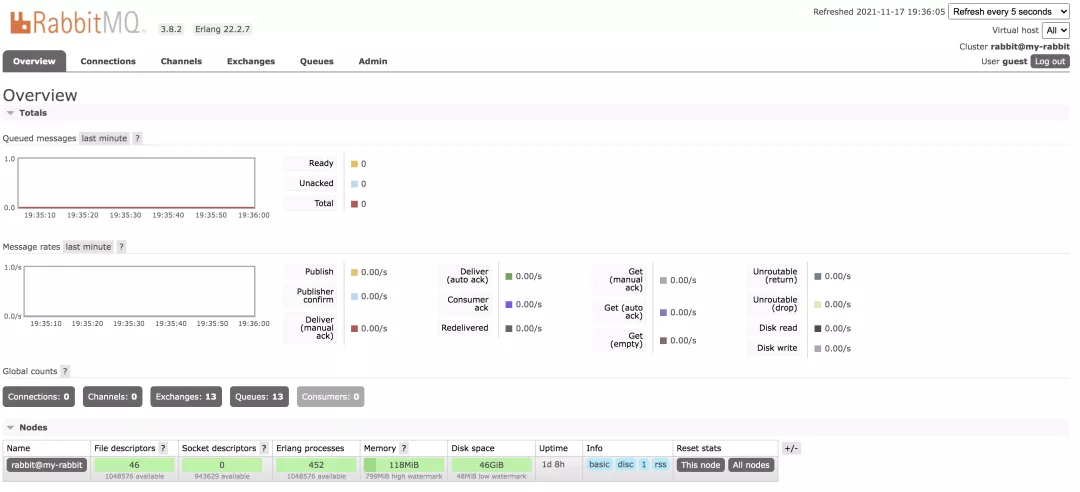 RabbitMQ 3.8.2 Erlang 22.2.7
Refreshed 2021-11-17 19:36:05 Refresh every 5 seconds
Virtual host All
Cluster rabbit@my-rabbit
User guest Log out
Overview Connections Channels Exchanges Queues Admin
Overview
Totals
Queued messages last minute ?
1.0
0.0
19:35:10 19:35:20 19:35:30 19:35:40 19:35:50 19:36:00
Ready 0
Unacked 0
Total 0
Message rates last minute ?
1.0/s
0.0/s
19:35:10 19:35:20 19:35:30 19:35:40 19:35:50 19:36:00
Publish 0.00/s
Publisher
confirm 0.00/s
Deliver
(manual
ack) 0.00/s
Deliver
(auto ack) 0.00/s
Consumer
ack 0.00/s
Redelivered 0.00/s
Get
(manual
ack) 0.00/s
Get (auto
ack) 0.00/s
Get
(empty) 0.00/s
Unroutable
(return) 0.00/s
Unroutable
(drop) 0.00/s
Disk read 0.00/s
Disk write 0.00/s
Global counts ?
Connections: 0 Channels: 0 Exchanges: 13 Queues: 13 Consumers: 0
Nodes
Name File descriptors ? Socket descriptors ? Erlang processes Memory ? Disk space Uptime Info Reset stats +/-
rabbit@my-rabbit 46 0 452 118MiB 46GiB 1d 8h basic disc 1 rss This node All nodes
1048576 available 943629 available 1048576 available 799MiB high watermark 48MiB low watermark